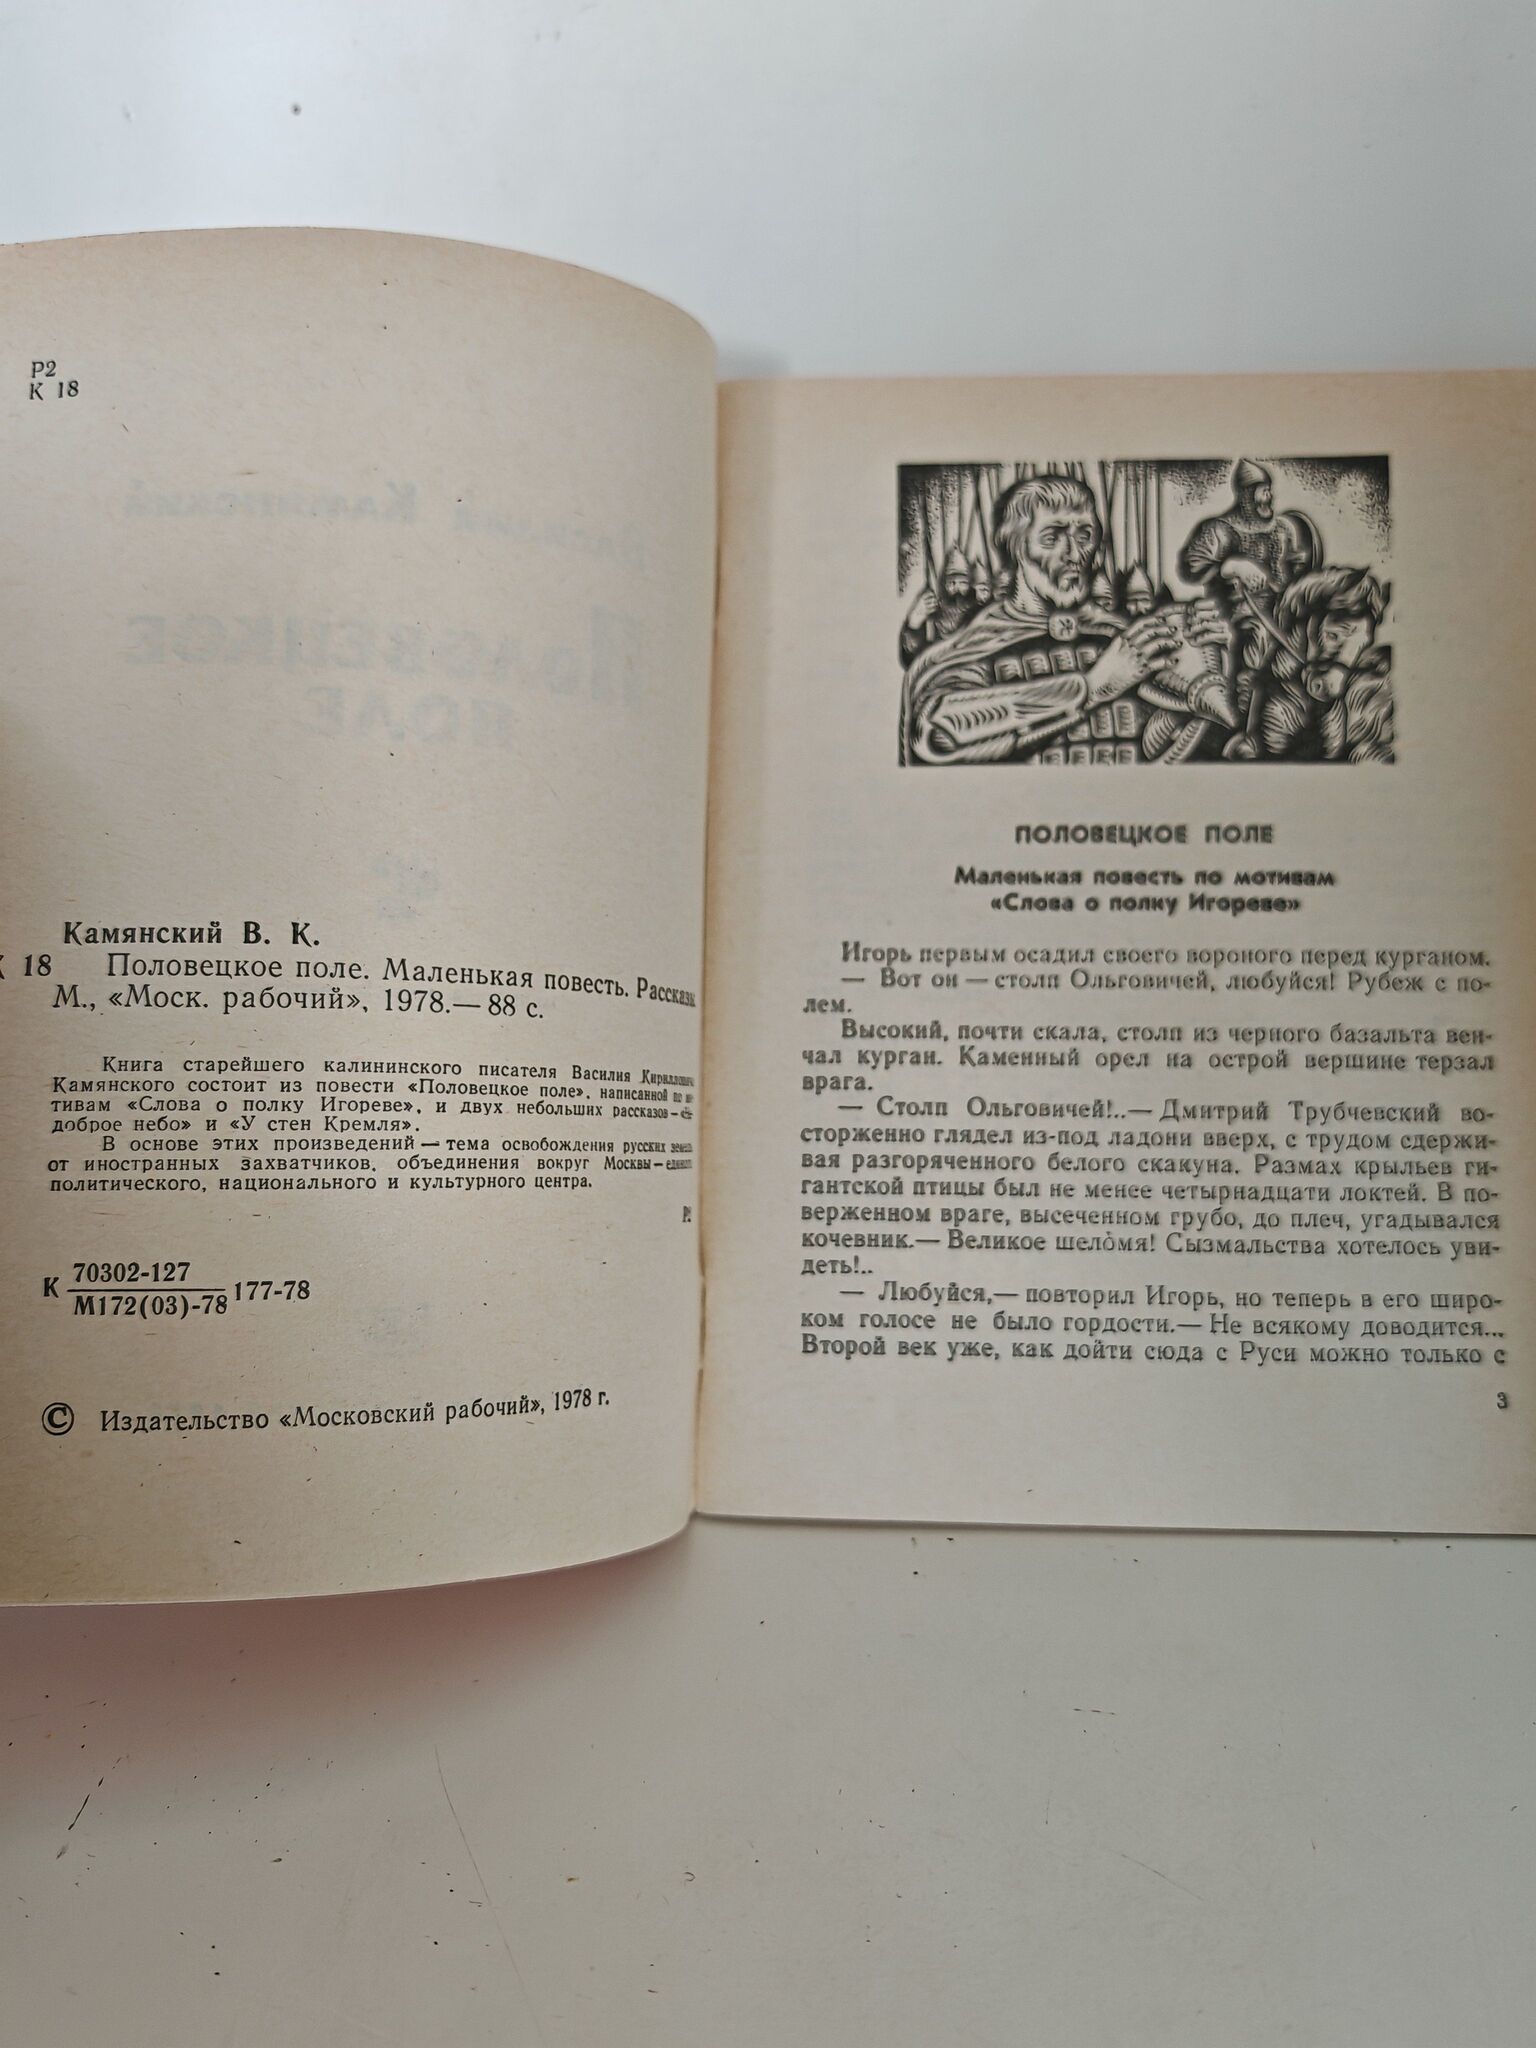 Р2
К 18
Камянский В. К.
18 Половецкое поле. Маленькая повесть. Рассказы
М., «Моск. рабочий», 1978.— 88 с.
Книга старейшего калининского писателя Василия Кирилловича
Камянского состоит из повести «Половецкое поле», написанной по мо-
тивам «Слова о полку Игореве», и двух небольших рассказов —
доброе небо» и «У стен Кремля».
В основе этих произведений — тема освобождения русских земель
от иностранных захватчиков, объединения вокруг Москвы —
политического, национального и культурного центра.
Р.
К 70302-127
М172(03)-78 177-78
© Издательство «Московский рабочий», 1978 г.
ПОЛОВЕЦКОЕ ПОЛЕ
Маленькая повесть по мотивам
«Слова о полку Игореве»
Игорь первым осадил своего вороного перед курганом.
— Вот он — столп Ольговичей, любуйся! Рубеж с по-
лем.
Высокий, почти скала, столп из черного базальта вен-
чал курган. Каменный орел на острой вершине терзал
врага.
— Столп Ольговичей!..— Дмитрий Трубчевский во-
сторженно глядел из-под ладони вверх, с трудом сдержи-
вая разгоряченного белого скакуна. Размах крыльев ги-
гантской птицы был не менее четырнадцати локтей. В по-
верженном враге, высеченном грубо, до плеч, угадывался
кочевник.— Великое шело́мя! Сызмальства хотелось уви-
деть!..
— Любуйся,— повторил Игорь, но теперь в его широ-
ком голосе не было гордости.— Не всякому доводится...
Второй век уже, как дойти сюда с Руси можно только с
3